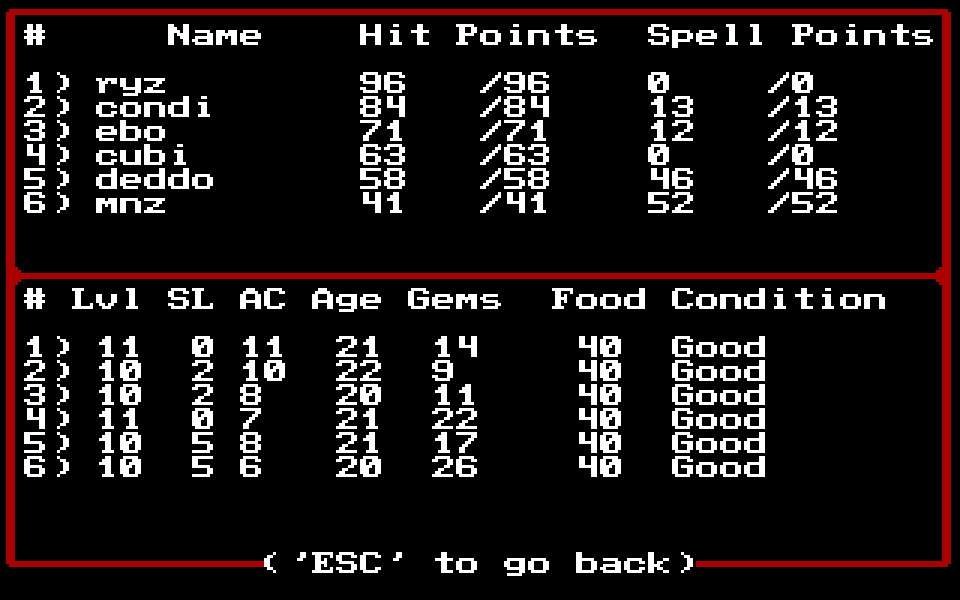 # Name Hit Points Spell Points
1) ryz 96 /96 0 /0
2) condi 84 /84 13 /13
3) ebo 71 /71 12 /12
4) cubi 63 /63 0 /0
5) deddo 58 /58 46 /46
6) mnz 41 /41 52 /52
# Lvl SL AC Age Gems Food Condition
1) 11 0 11 21 14 40 Good
2) 10 2 10 22 9 40 Good
3) 10 2 8 20 11 40 Good
4) 11 0 7 21 22 40 Good
5) 10 5 8 21 17 40 Good
6) 10 5 6 20 26 40 Good
('ESC' to go back)